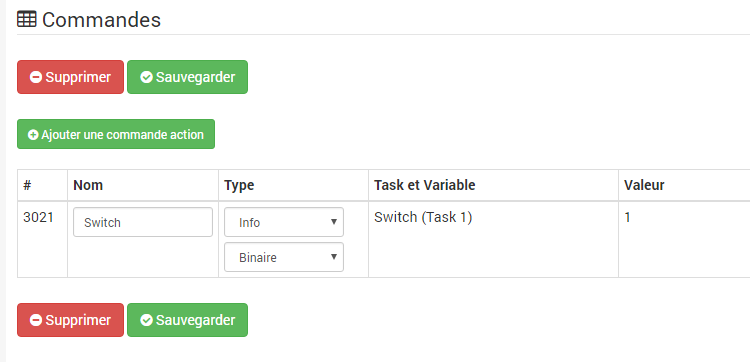 Commandes
Supprimer Sauvegarder
Ajouter une commande action
# Nom Type Task et Variable Valeur
3021 Switch Info Switch (Task 1) 1
Binaire
Supprimer Sauvegarder